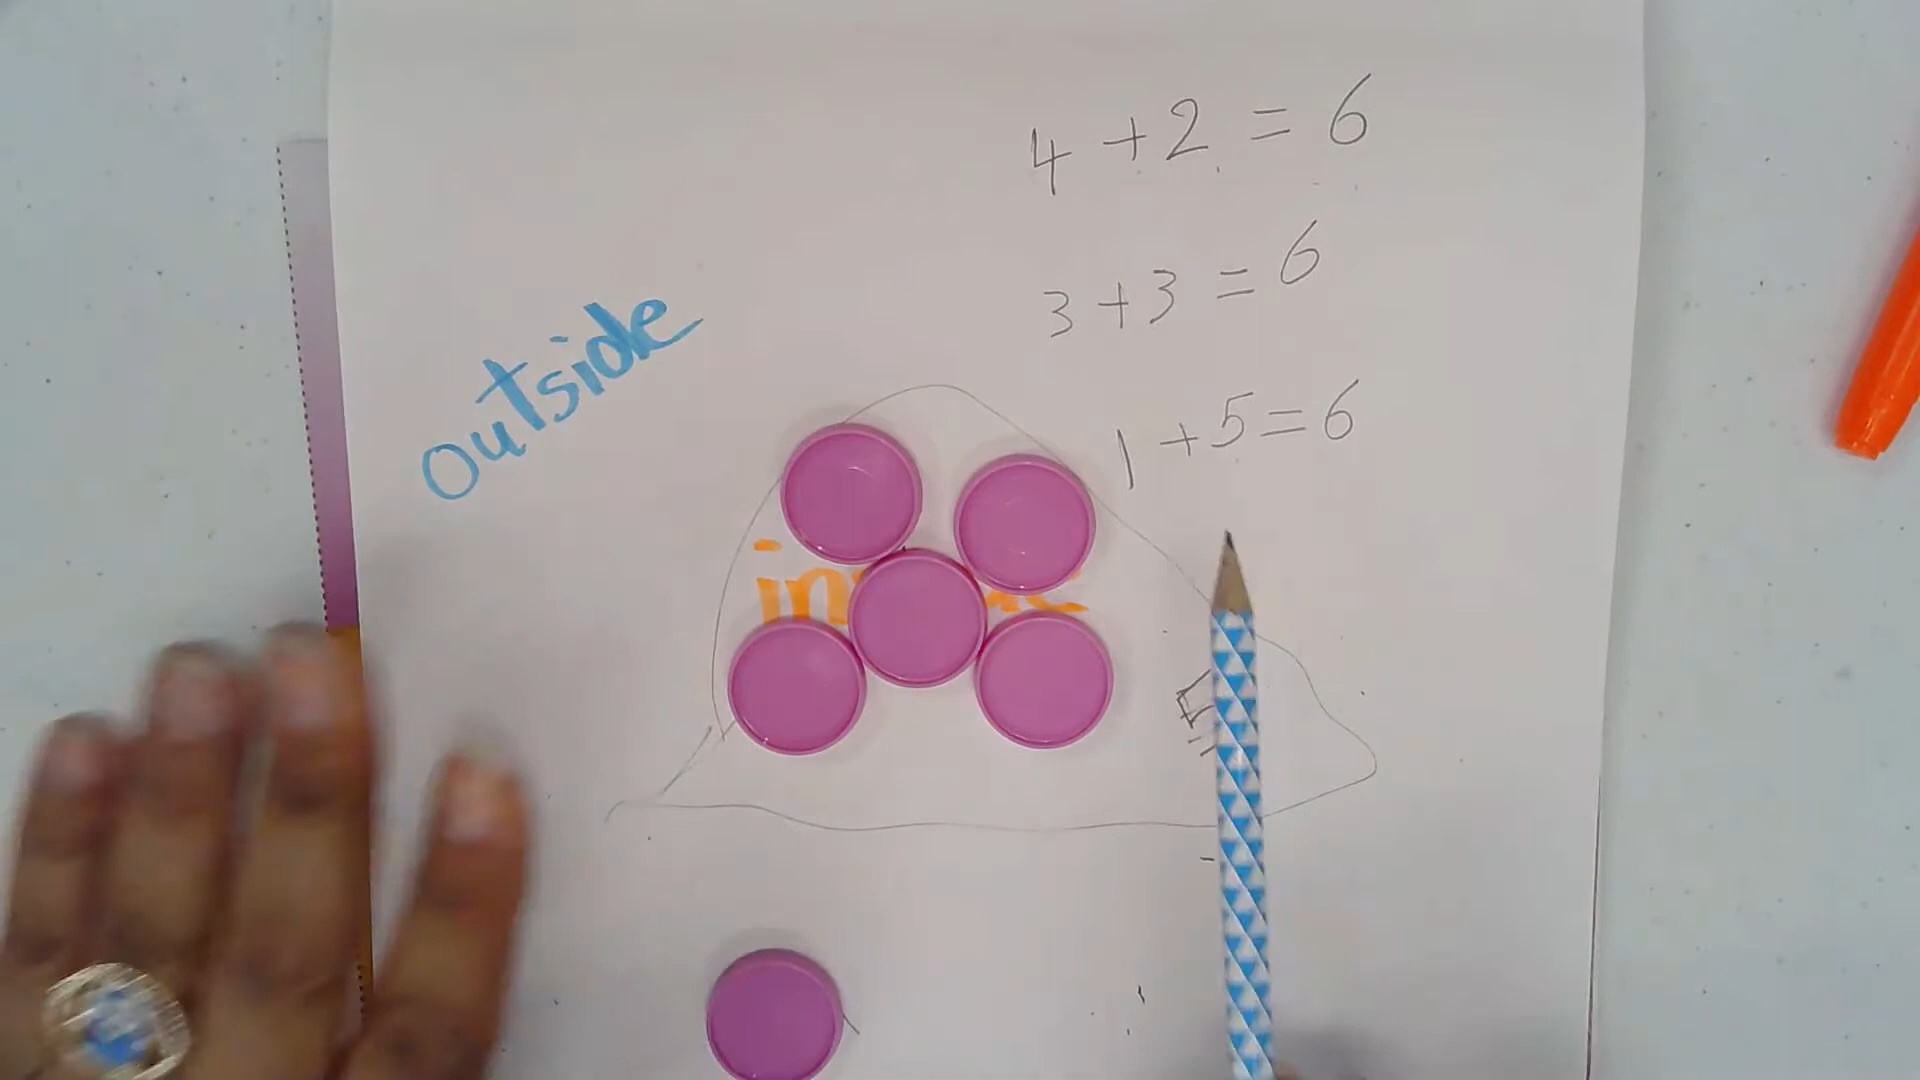 4 + 2 = 6
3 + 3 = 6
outside
1 + 5 = 6